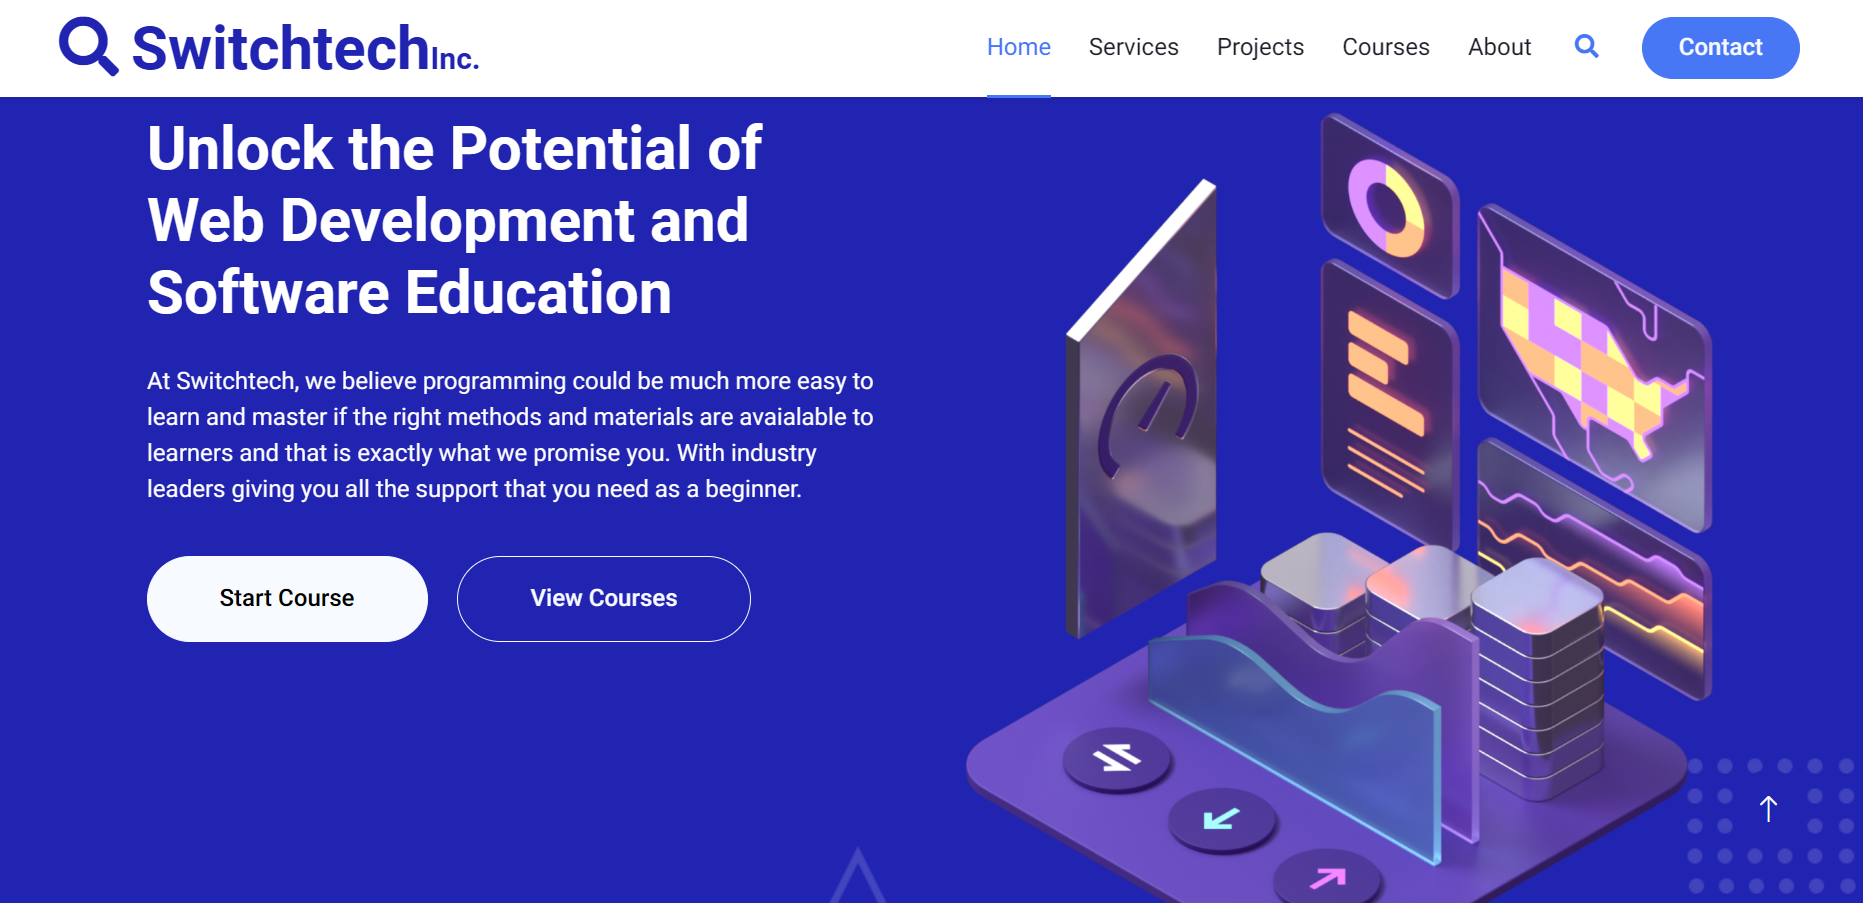 SwitchtechInc.
Home Services Projects Courses About Contact
Unlock the Potential of
Web Development and
Software Education
At Switchtech, we believe programming could be much more easy to
learn and master if the right methods and materials are avaialable to
learners and that is exactly what we promise you. With industry
leaders giving you all the support that you need as a beginner.
Start Course View Courses